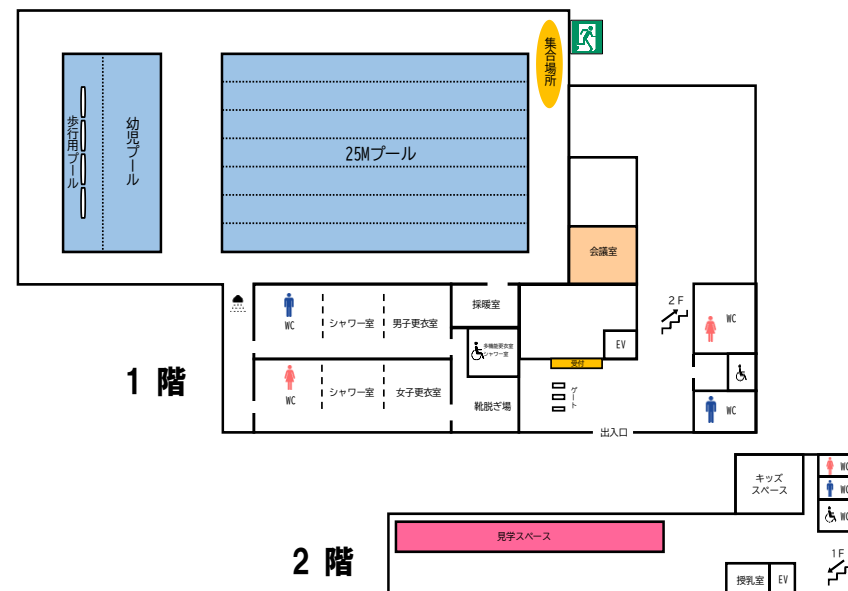 集合場所
歩行用プール
幼児プール
25Mプール
会議室
WC
シャワー室
男子更衣室
採暖室
多機能更衣室
シャワー室
EV
受付
2F
WC
WC
シャワー室
女子更衣室
靴脱ぎ場
ゲート
WC
出入口
1階
キッズ
スペース
WC
WC
WC
見学スペース
2階
授乳室
EV
1F